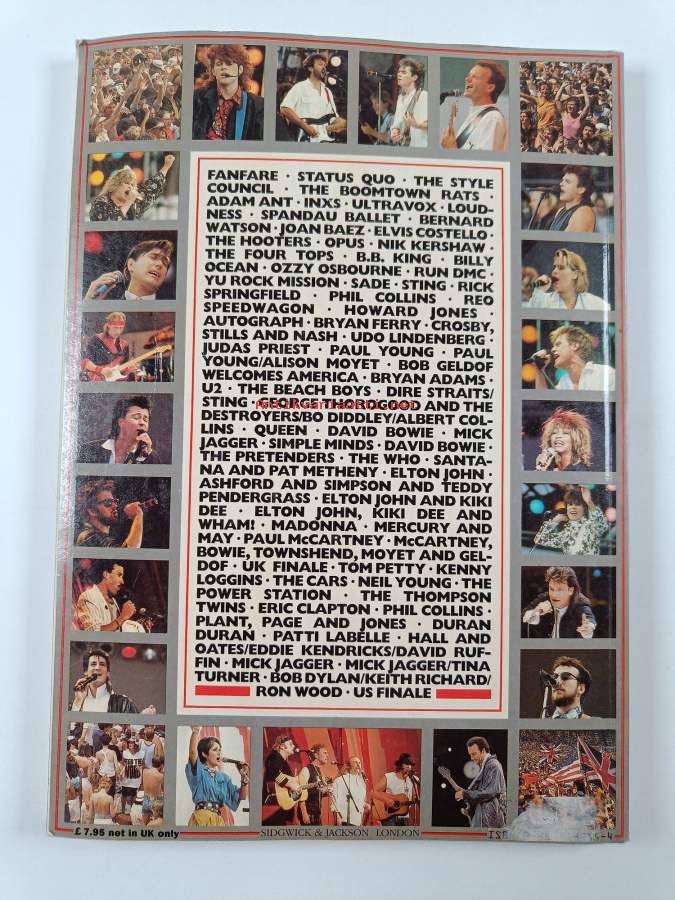 FANFARE · STATUS QUO · THE STYLE
COUNCIL · THE BOOMTOWN RATS ·
ADAM ANT · INXS · ULTRAVOX · LOUD-
NESS · SPANDAU BALLET · BERNARD
WATSON · JOAN BAEZ · ELVIS COSTELLO
THE HOOTERS · OPUS · NIK KERSHAW ·
THE FOUR TOPS · B.B. KING · BILLY
OCEAN · OZZY OSBOURNE · RUN DMC ·
YU ROCK MISSION · SADE · STING · RICK
SPRINGFIELD · PHIL COLLINS · REO
SPEEDWAGON · HOWARD JONES ·
AUTOGRAPH · BRYAN FERRY · CROSBY,
STILLS AND NASH · UDO LINDENBERG ·
JUDAS PRIEST · PAUL YOUNG · PAUL
YOUNG/ALISON MOYET · BOB GELDOF
WELCOMES AMERICA · BRYAN ADAMS ·
U2 · THE BEACH BOYS · DIRE STRAITS/
STING · GEORGE THOROGOOD AND THE
DESTROYERS/BO DIDDLEY/ALBERT COL-
LINS · QUEEN · DAVID BOWIE · MICK
JAGGER · SIMPLE MINDS · DAVID BOWIE ·
THE PRETENDERS · THE WHO · SANTA-
NA AND PAT METHENY · ELTON JOHN ·
ASHFORD AND SIMPSON AND TEDDY
PENDERGRASS · ELTON JOHN AND KIKI
DEE · ELTON JOHN, KIKI DEE AND
WHAM! · MADONNA · MERCURY AND
MAY · PAUL McCARTNEY · McCARTNEY,
BOWIE, TOWNSHEND, MOYET AND GEL-
DOF · UK FINALE · TOM PETTY · KENNY
LOGGINS · THE CARS · NEIL YOUNG · THE
POWER STATION · THE THOMPSON
TWINS · ERIC CLAPTON · PHIL COLLINS ·
PLANT, PAGE AND JONES · DURAN
DURAN · PATTI LABELLE · HALL AND
OATES/EDDIE KENDRICKS/DAVID RUF-
FIN · MICK JAGGER · MICK JAGGER/TINA
TURNER · BOB DYLAN/KEITH RICHARD/
RON WOOD · US FINALE
£ 7.95 not in UK only
SIDGWICK & JACKSON LONDON